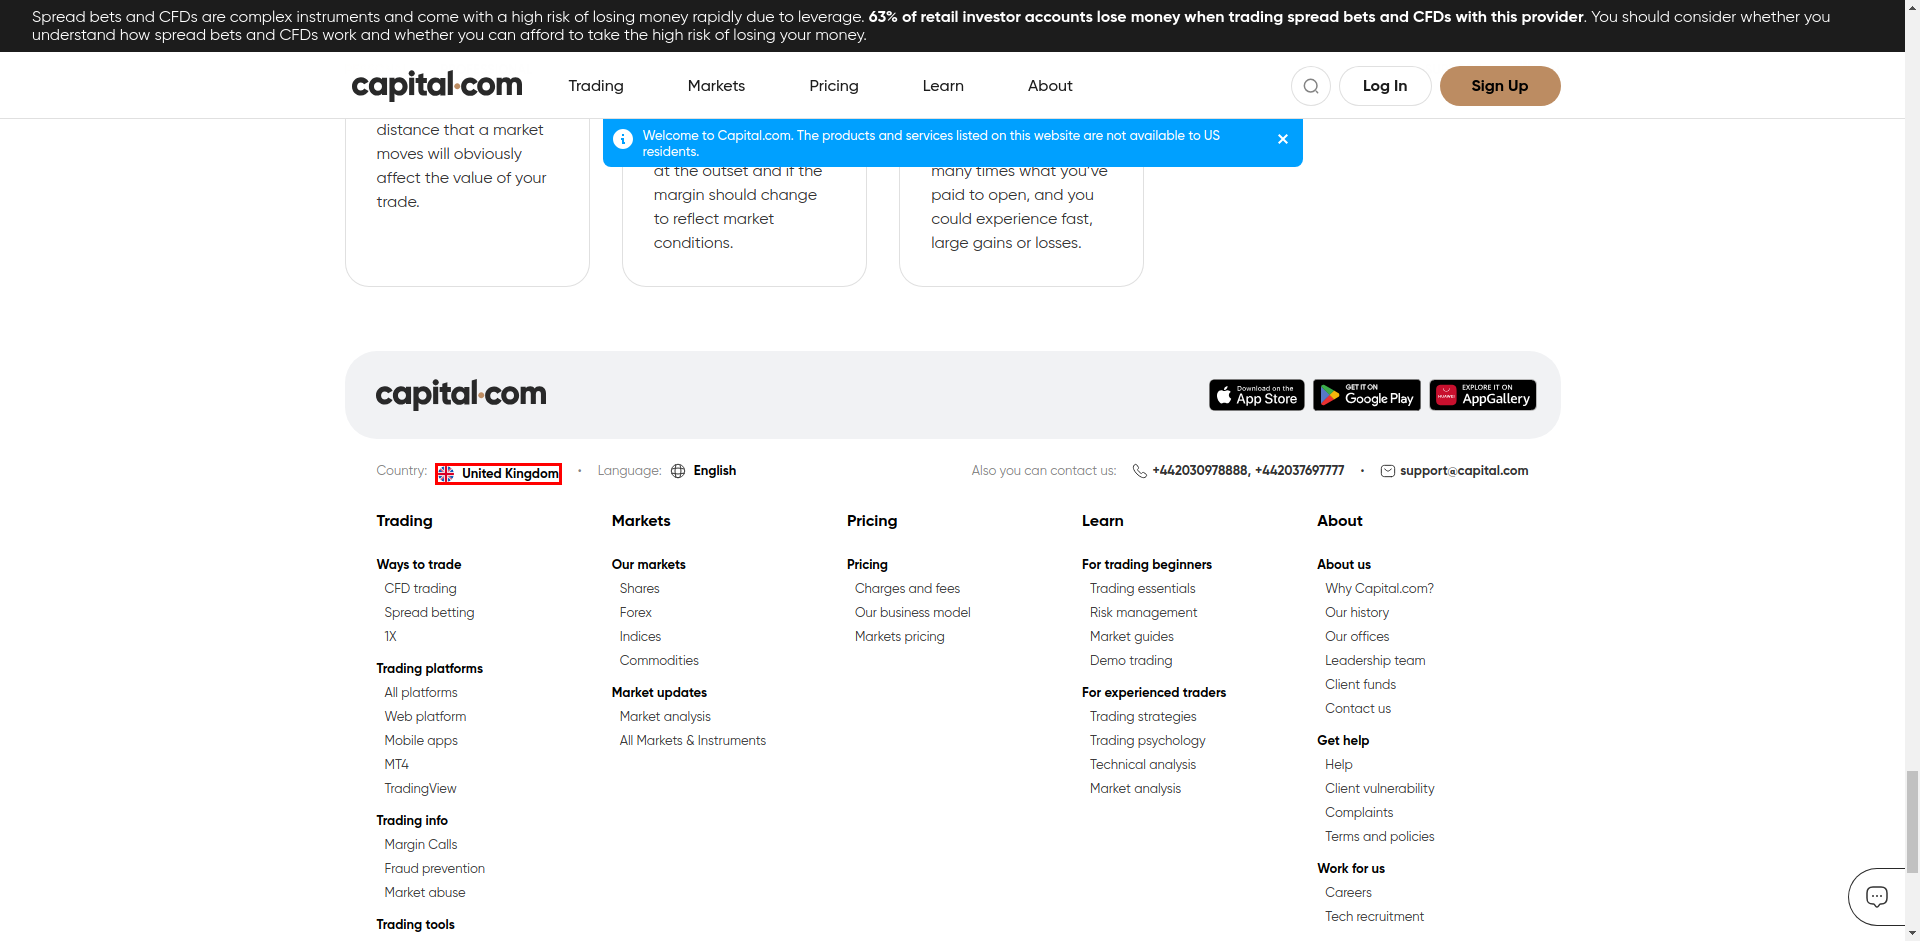 Spread bets and CFDs are complex instruments and come with a high risk of losing money rapidly due to leverage. 63% of retail investor accounts lose money when trading spread bets and CFDs with this provider. You should consider whether you
understand how spread bets and CFDs work and whether you can afford to take the high risk of losing your money.
capital.com
Trading
Markets
Pricing
Learn
About
Log In
Sign Up
Welcome to Capital.com. The products and services listed on this website are not available to US
residents.
distance that a market
moves will obviously
affect the value of your
trade.
at the outset and if the
margin should change
to reflect market
conditions.
many times what you've
paid to open, and you
could experience fast,
large gains or losses.
capital.com
Download on the
App Store
GET IT ON
Google Play
HUAWEI
EXPLORE IT ON
AppGallery
Country: United Kingdom • Language: English
Also you can contact us: +442030978888, +442037697777 • support@capital.com
Trading
Ways to trade
CFD trading
Spread betting
1X
Trading platforms
All platforms
Web platform
Mobile apps
MT4
TradingView
Trading info
Margin Calls
Fraud prevention
Market abuse
Trading tools
Markets
Our markets
Shares
Forex
Indices
Commodities
Market updates
Market analysis
All Markets & Instruments
Pricing
Pricing
Charges and fees
Our business model
Markets pricing
Learn
For trading beginners
Trading essentials
Risk management
Market guides
Demo trading
For experienced traders
Trading strategies
Trading psychology
Technical analysis
Market analysis
About
About us
Why Capital.com?
Our history
Our offices
Leadership team
Client funds
Contact us
Get help
Help
Client vulnerability
Complaints
Terms and policies
Work for us
Careers
Tech recruitment